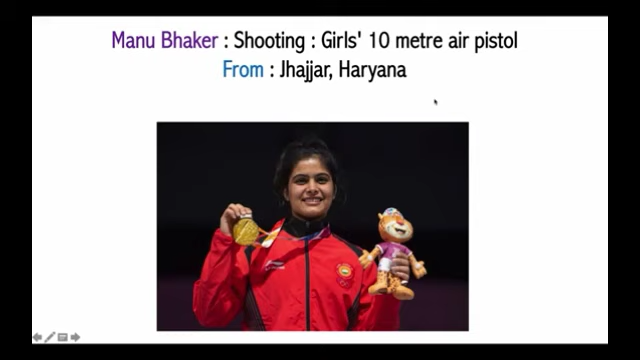 Manu Bhaker : Shooting : Girls' 10 metre air pistol
From : Jhajjar, Haryana